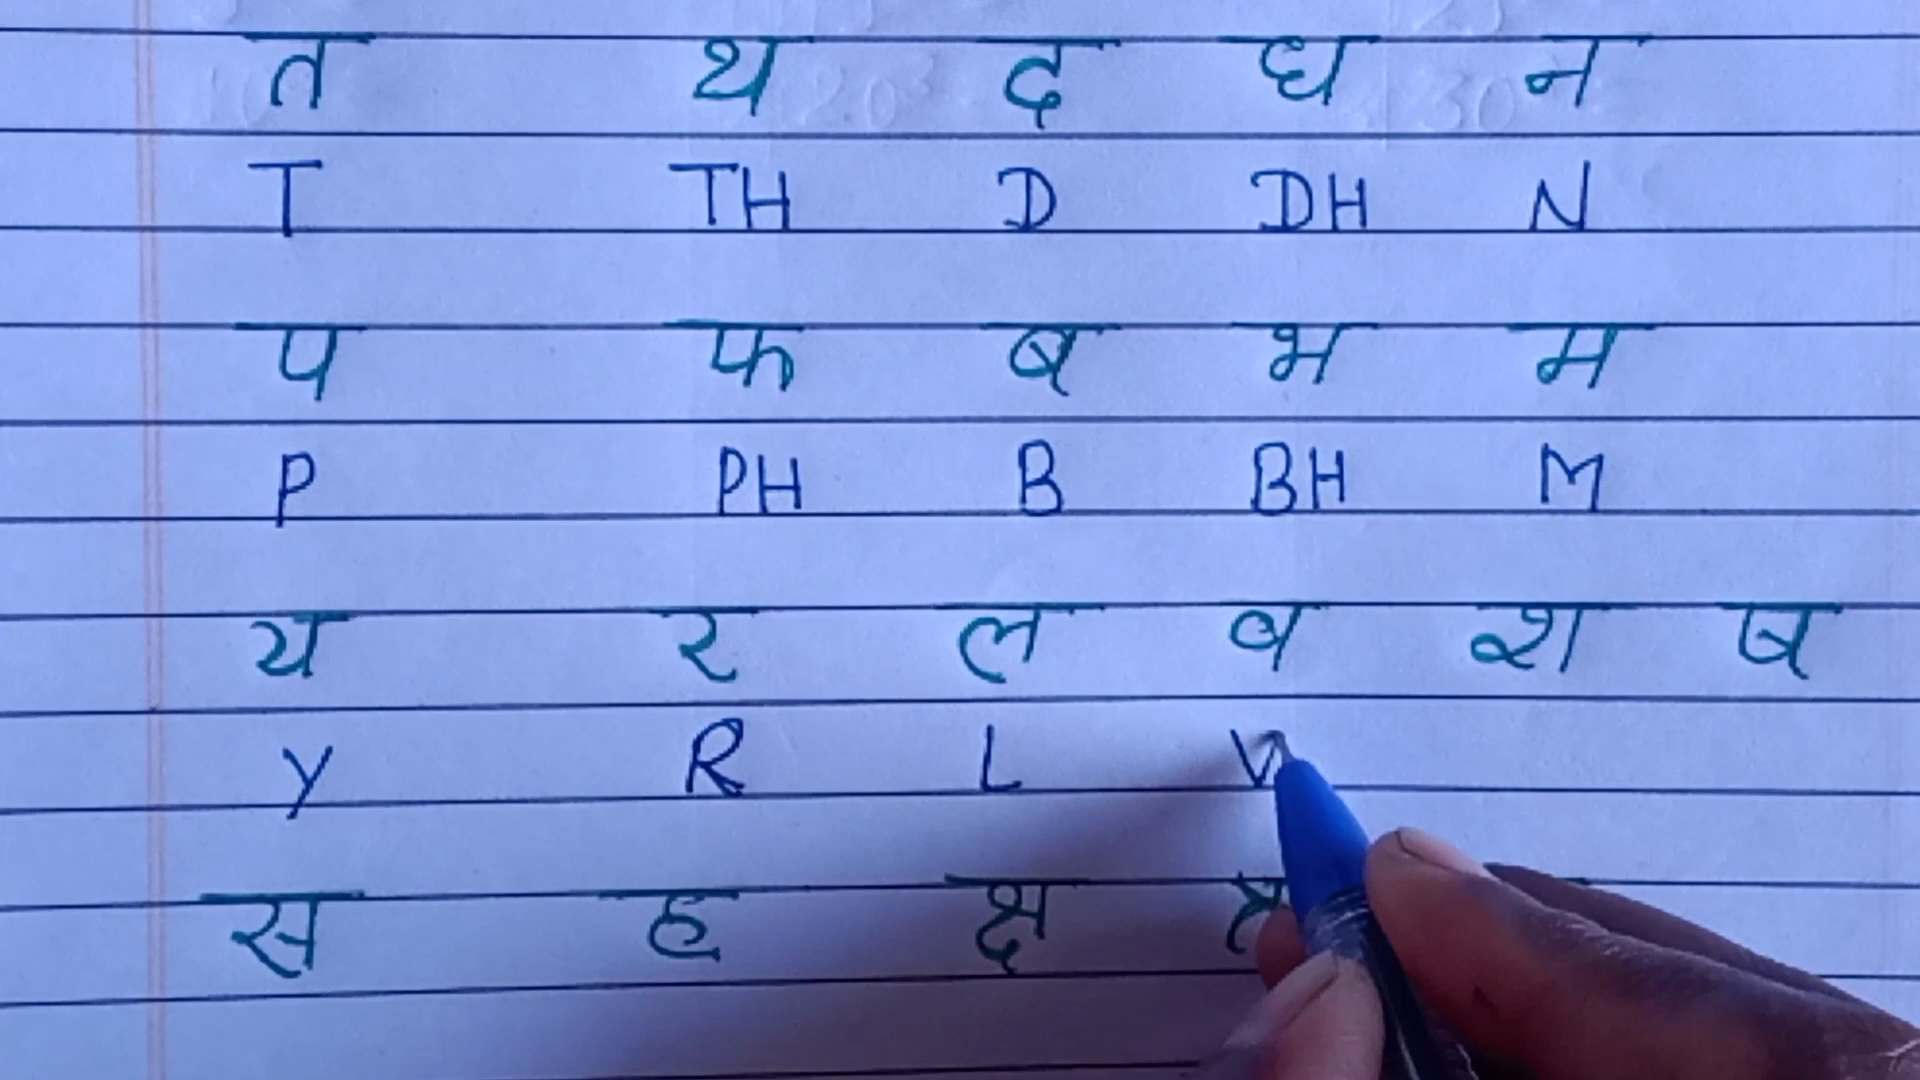 त थ द ध न
T TH D DH N
प फ ब भ म
P PH B BH M
य र ल व श ष
Y R L V
स ह क्ष